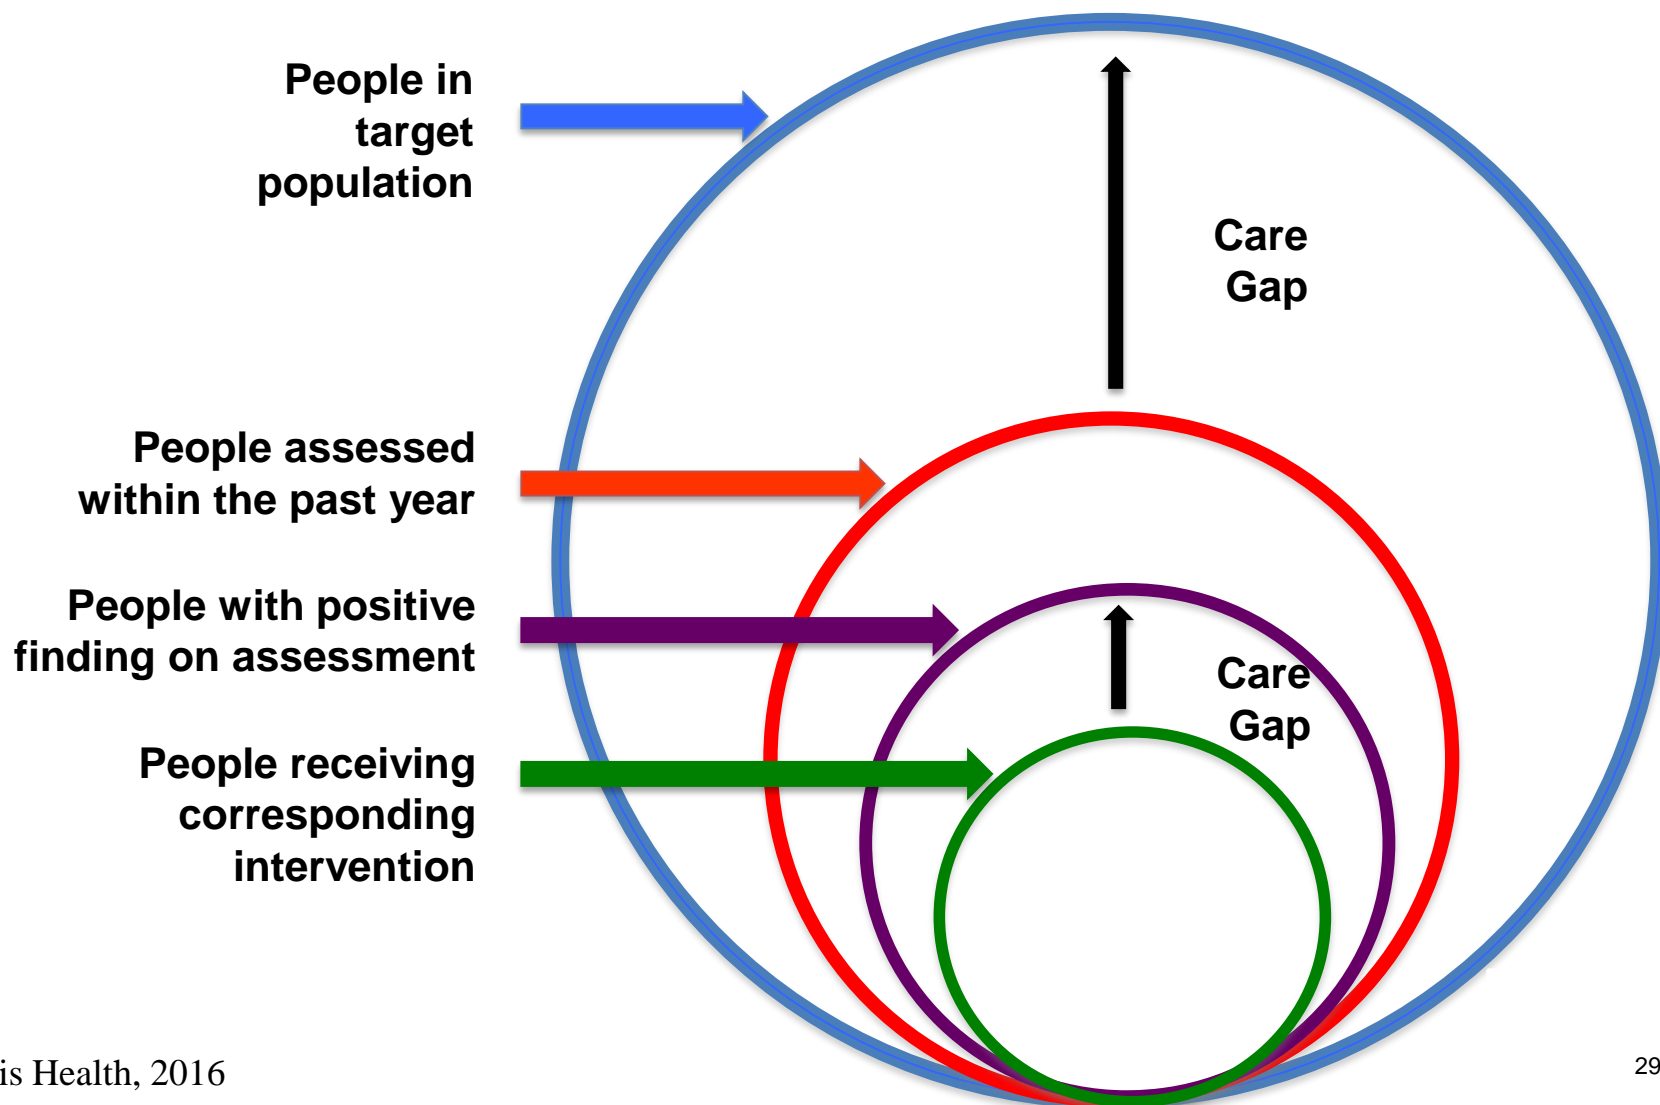 People in
target
population
Care
Gap
People assessed
within the past year
People with positive
finding on assessment
Care
Gap
People receiving
corresponding
intervention
is Health, 2016
29